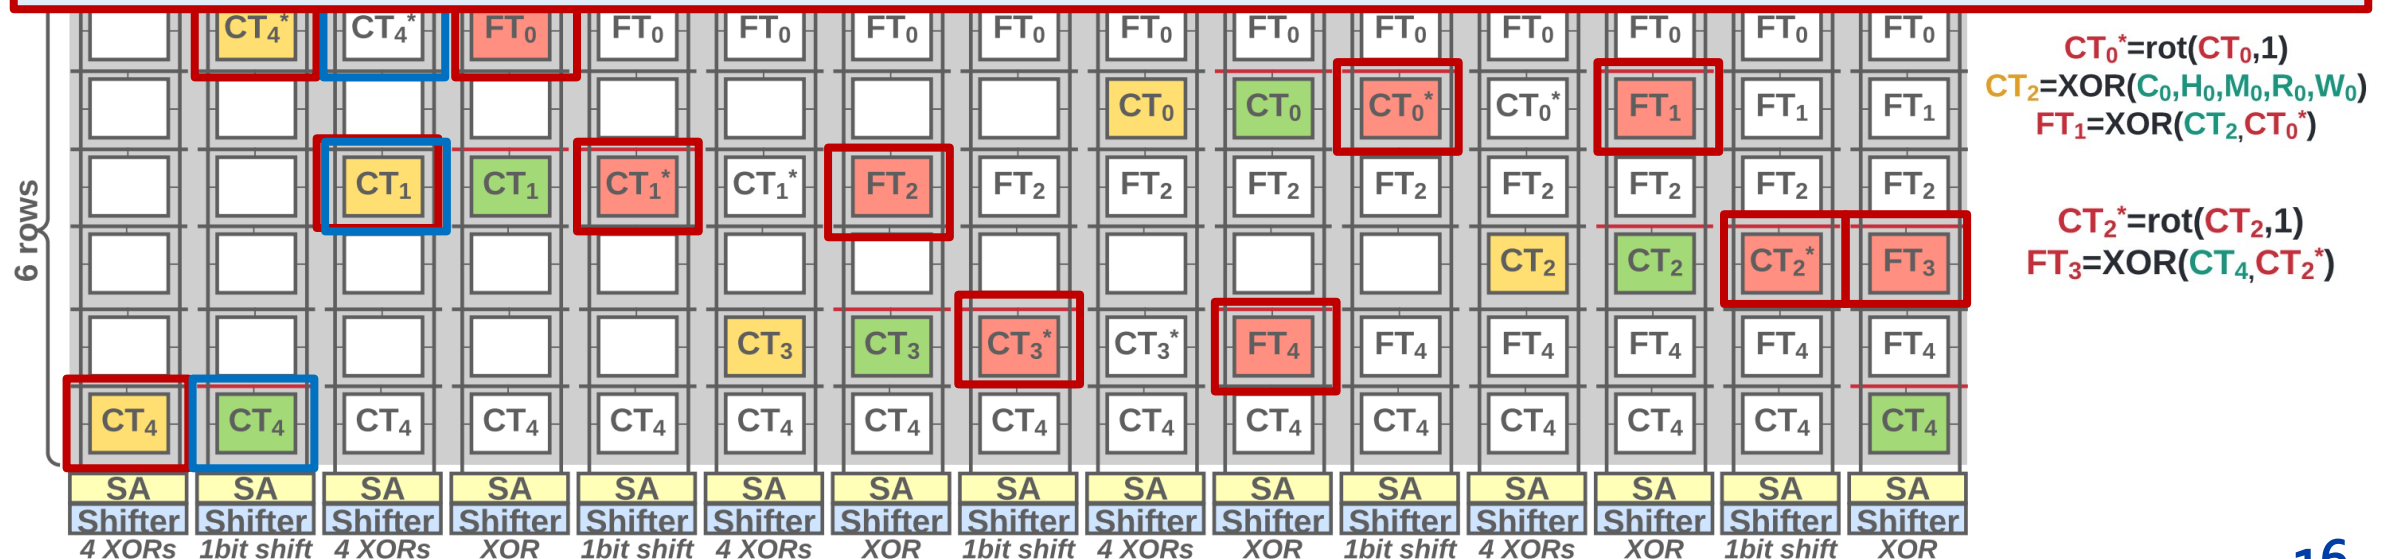 CT4* CT4* FT0 FT0 FT0 FT0 FT0 FT0 FT0 FT0 FT0 FT0 FT0 FT0
CT0 CT0 CT0* CT0* FT1 FT1 FT1
CT1 CT1 CT1* CT1* FT2 FT2 FT2 FT2 FT2 FT2 FT2 FT2 FT2
CT2 CT2 CT2* FT3
CT3 CT3 CT3* CT3* FT4 FT4 FT4 FT4 FT4 FT4
CT4 CT4 CT4 CT4 CT4 CT4 CT4 CT4 CT4 CT4 CT4 CT4 CT4 CT4 CT4
SA SA SA SA SA SA SA SA SA SA SA SA SA SA SA
Shifter Shifter Shifter Shifter Shifter Shifter Shifter Shifter Shifter Shifter Shifter Shifter Shifter Shifter Shifter
4 XORs 1bit shift 4 XORs XOR 1bit shift 4 XORs XOR 1bit shift 4 XORs XOR 1bit shift 4 XORs XOR 1bit shift XOR
6 rows
CT0*=rot(CT0,1)
CT2=XOR(C0,H0,M0,R0,W0)
FT1=XOR(CT2,CT0*)
CT2*=rot(CT2,1)
FT3=XOR(CT4,CT2*)
16